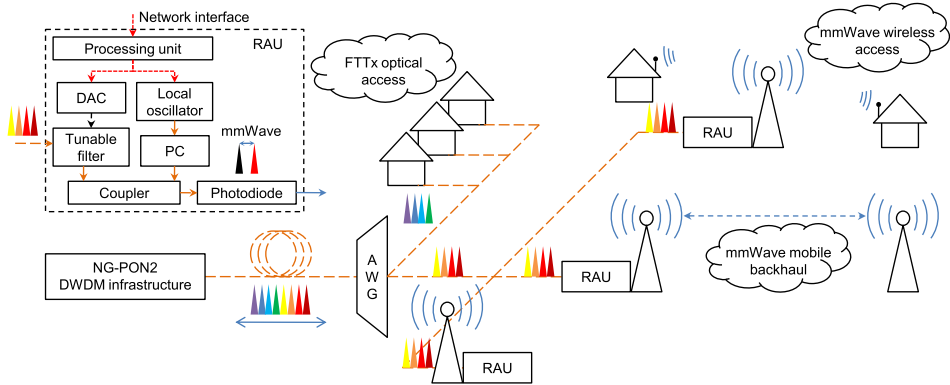 Network interface
Processing unit
RAU
DAC
Local
oscillator
mmWave
Tunable
filter
PC
Coupler
Photodiode
FTTx optical
access
mmWave wireless
access
RAU
NG-PON2
DWDM infrastructure
A
W
G
RAU
mmWave mobile
backhaul
RAU